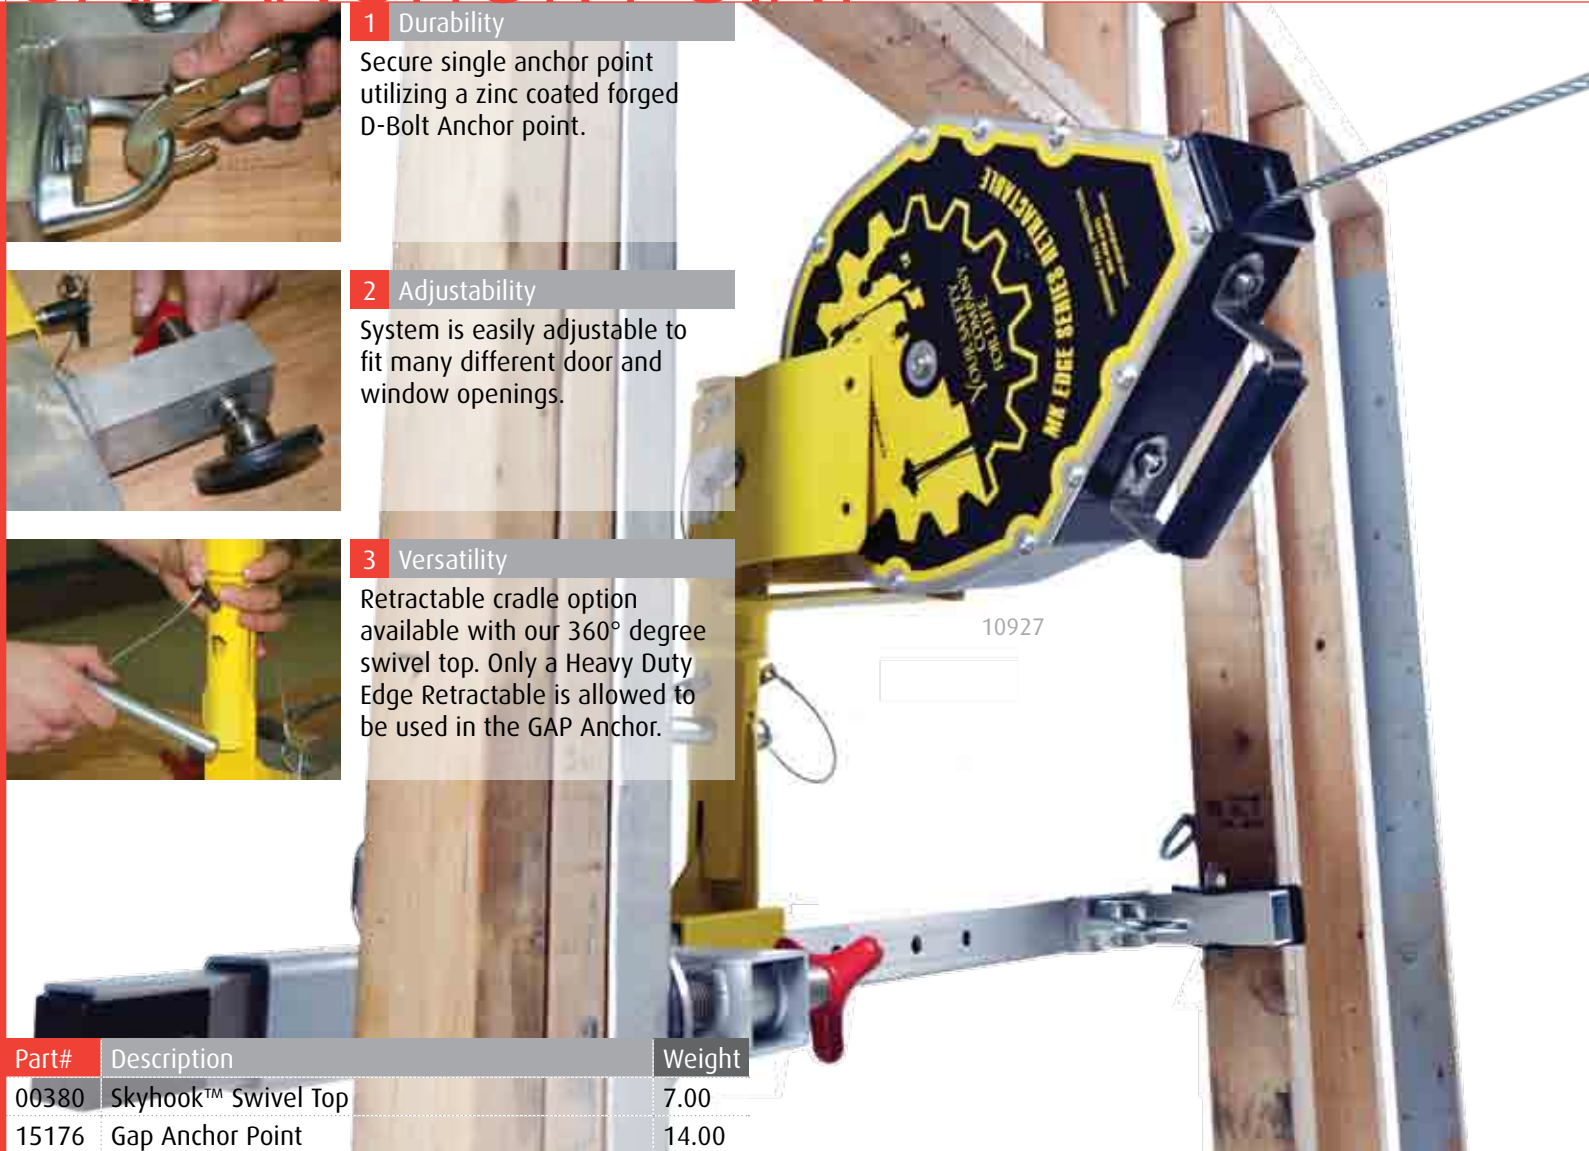 1 Durability
Secure single anchor point
utilizing a zinc coated forged
D-Bolt Anchor point.
2 Adjustability
System is easily adjustable to
fit many different door and
window openings.
3 Versatility
Retractable cradle option
available with our 360° degree
swivel top. Only a Heavy Duty
Edge Retractable is allowed to
be used in the GAP Anchor.
MK EDGE SERIES RETRACTABLE
YOUR SAFETY
COMPANY
FOR LIFE
10927
Part# Description Weight
00380 Skyhook™ Swivel Top 7.00
15176 Gap Anchor Point 14.00